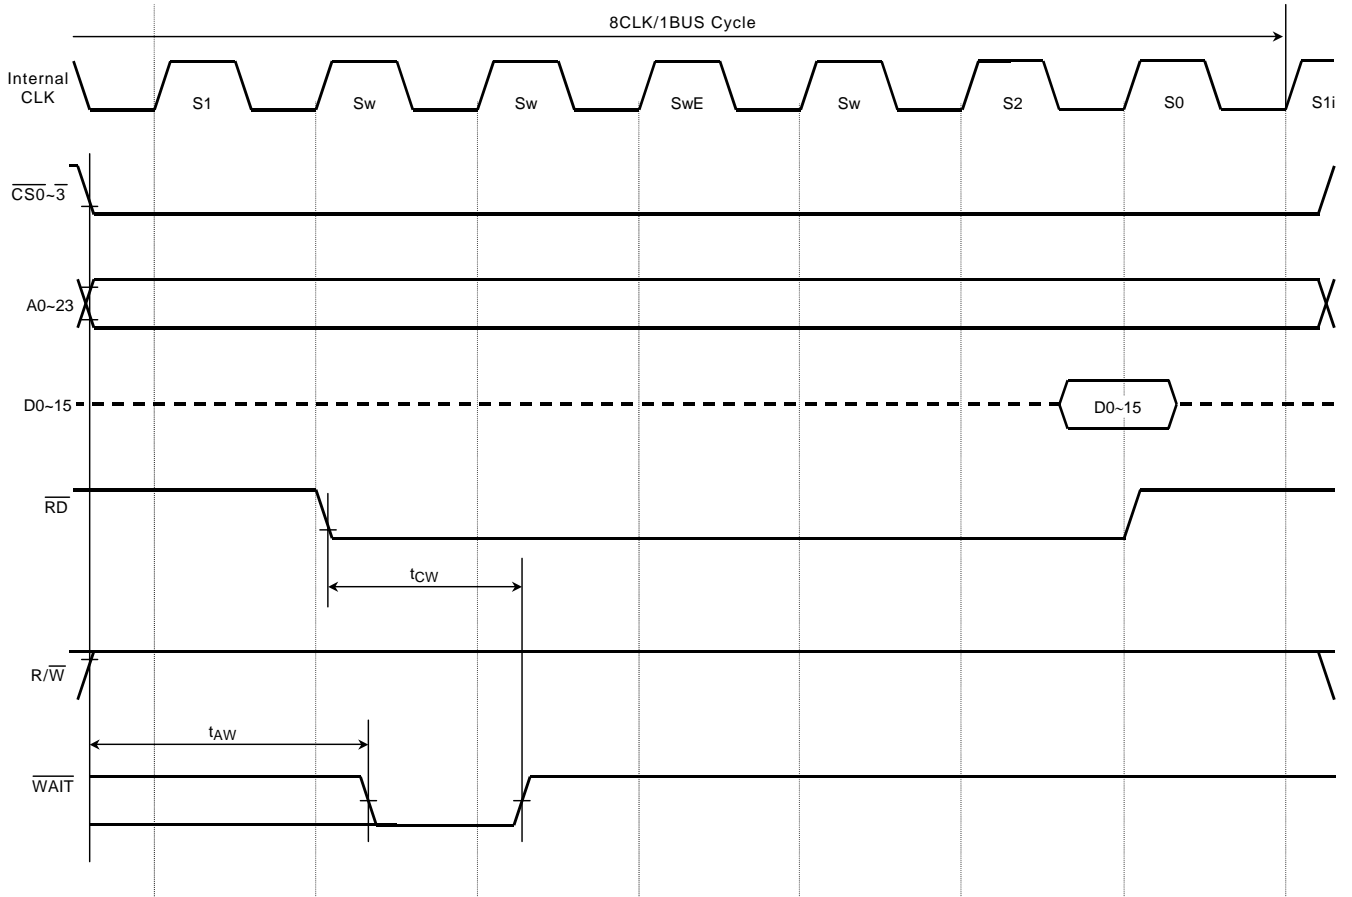 8CLK/1BUS Cycle
Internal
CLK
S1
Sw
Sw
SwE
Sw
S2
S0
S1i
CS0~3
A0~23
D0~15
D0~15
RD
tCW
R/W
tAW
WAIT